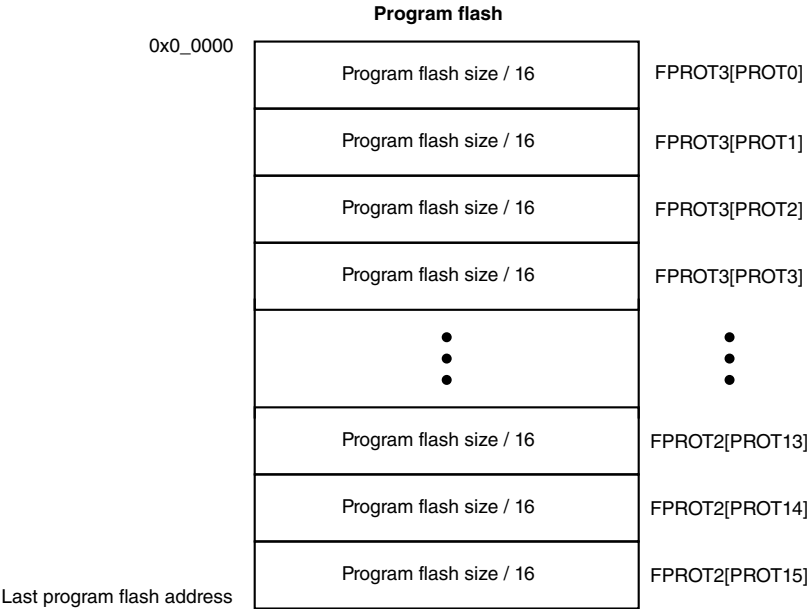 Program flash
0x0_0000
Program flash size / 16 FPROT3[PROT0]
Program flash size / 16 FPROT3[PROT1]
Program flash size / 16 FPROT3[PROT2]
Program flash size / 16 FPROT3[PROT3]
Program flash size / 16 FPROT2[PROT13]
Program flash size / 16 FPROT2[PROT14]
Program flash size / 16 FPROT2[PROT15]
Last program flash address